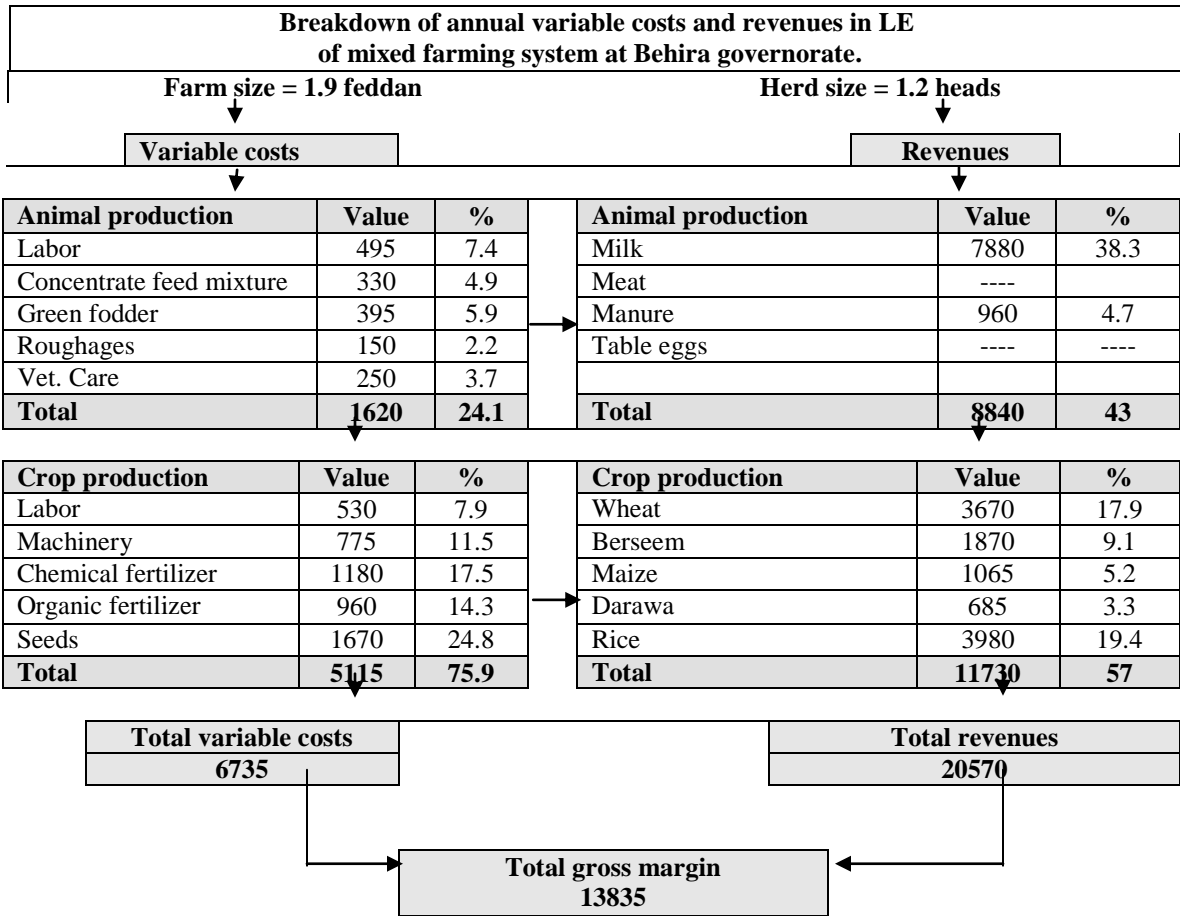 Breakdown of annual variable costs and revenues in LE
of mixed farming system at Behira governorate.
Farm size = 1.9 feddan Herd size = 1.2 heads
Variable costs Revenues
Animal production Value % Animal production Value %
Labor 495 7.4 Milk 7880 38.3
Concentrate feed mixture 330 4.9 Meat ----
Green fodder 395 5.9 Manure 960 4.7
Roughages 150 2.2 Table eggs ---- ----
Vet. Care 250 3.7
Total 1620 24.1 Total 8840 43
Crop production Value % Crop production Value %
Labor 530 7.9 Wheat 3670 17.9
Machinery 775 11.5 Berseem 1870 9.1
Chemical fertilizer 1180 17.5 Maize 1065 5.2
Organic fertilizer 960 14.3 Darawa 685 3.3
Seeds 1670 24.8 Rice 3980 19.4
Total 5115 75.9 Total 11730 57
Total variable costs Total revenues
6735 20570
Total gross margin
13835